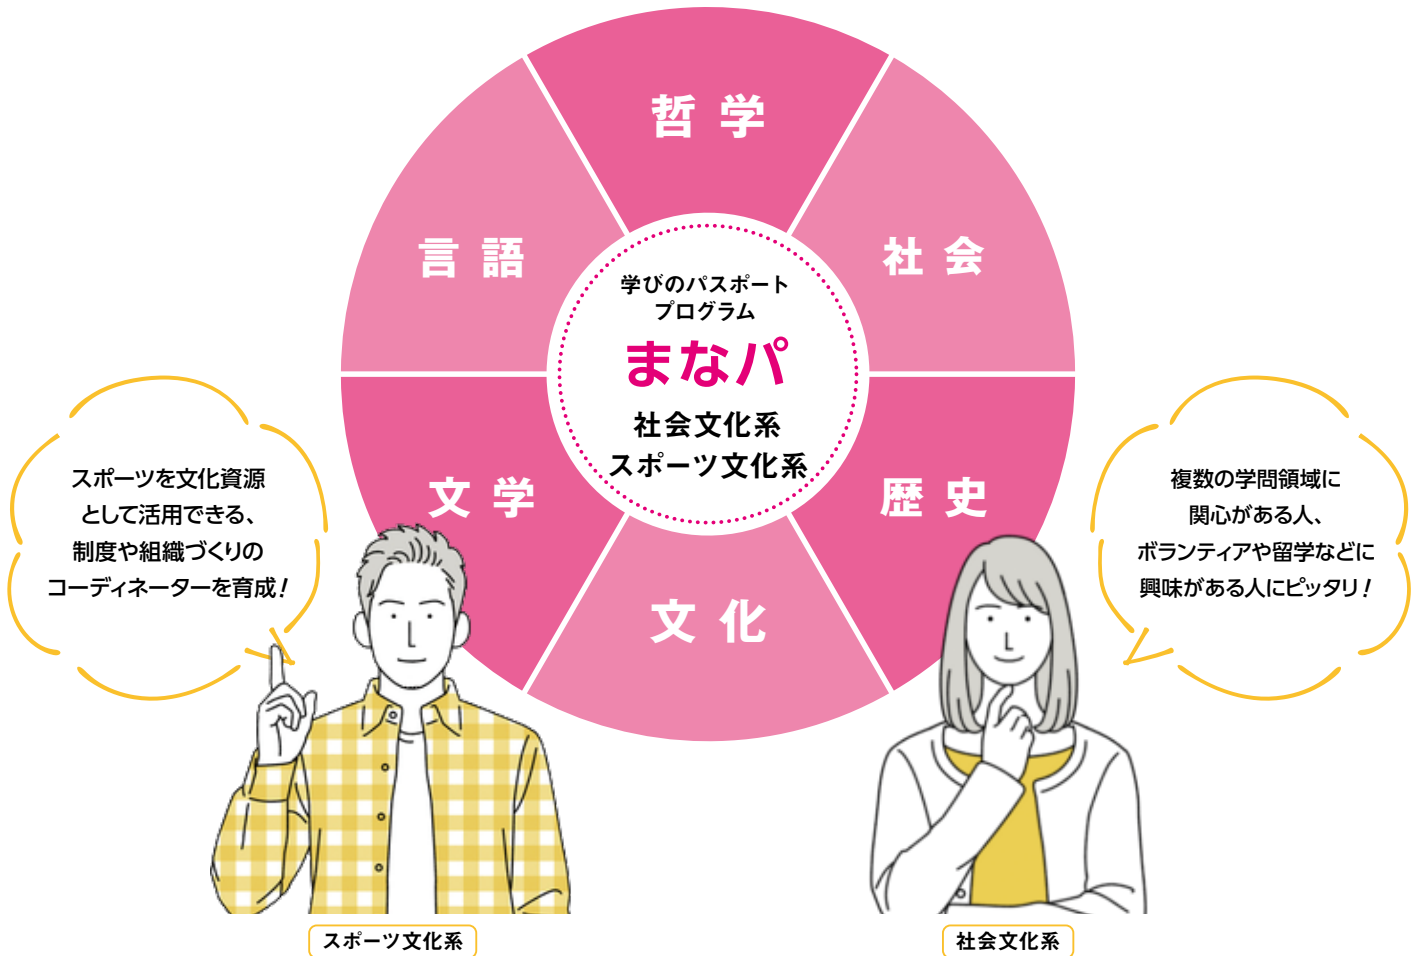 哲学
言語
社会
学びのパスポート
プログラム
まなパ
社会文化系
スポーツ文化系
文学
歴史
文化
スポーツを文化資源
として活用できる、
制度や組織づくりの
コーディネーターを育成!
複数の学問領域に
関心がある人、
ボランティアや留学などに
興味がある人にピッタリ!
スポーツ文化系
社会文化系